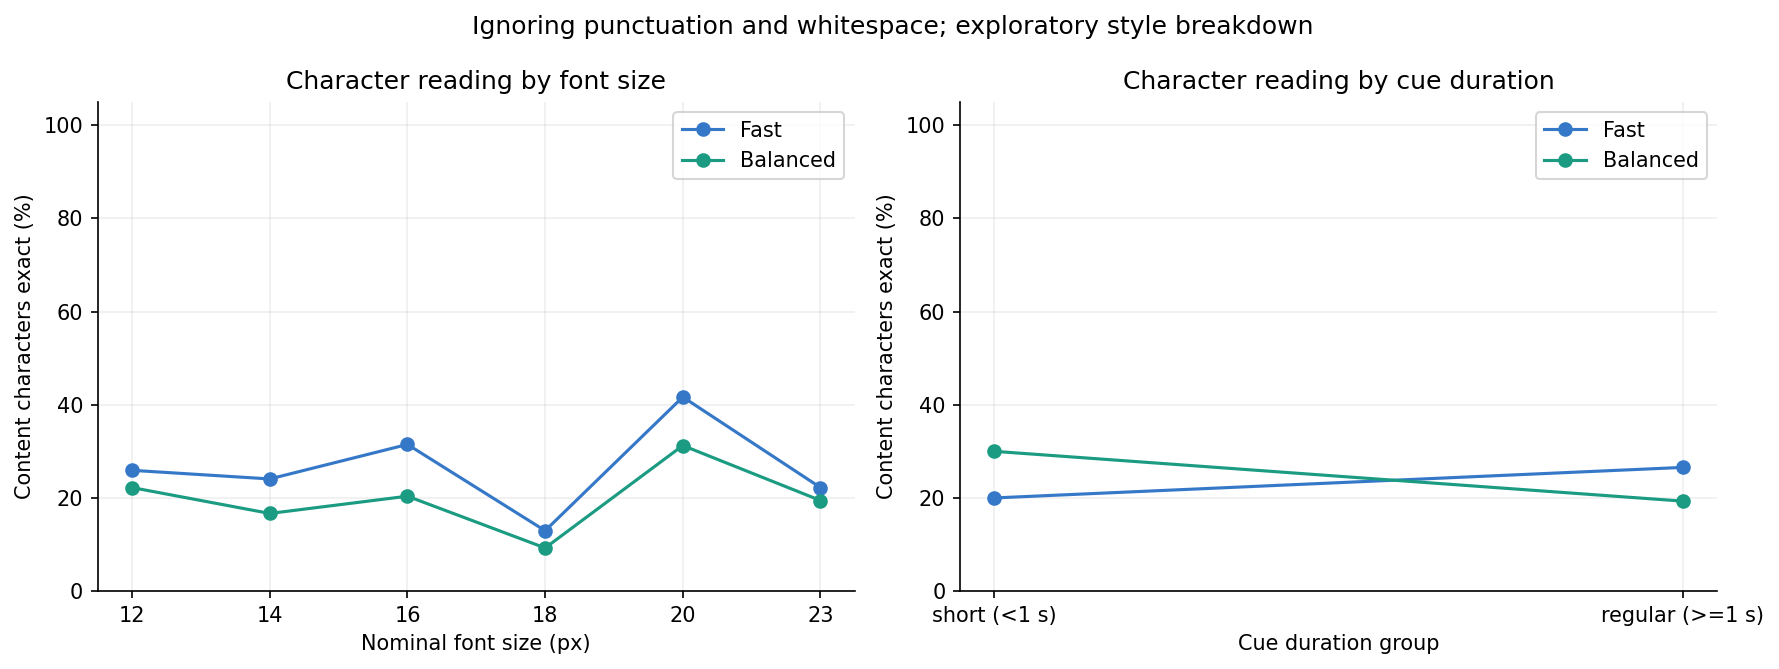 Ignoring punctuation and whitespace; exploratory style breakdown
Character reading by font size
Content characters exact (%)
100
80
60
40
20
0
12 14 16 18 20 23
Nominal font size (px)
Fast
Balanced
Character reading by cue duration
Content characters exact (%)
100
80
60
40
20
0
short (<1 s) regular (>=1 s)
Cue duration group
Fast
Balanced